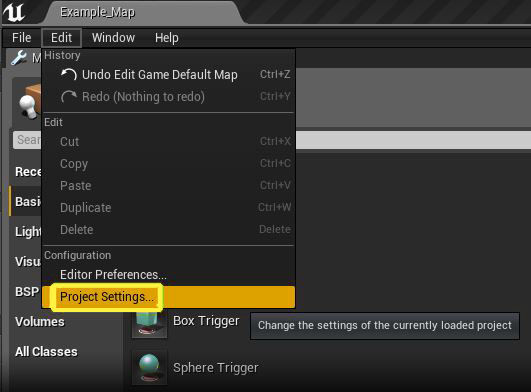 Example_Map
File Edit Window Help
History
Undo Edit Game Default Map Ctrl+Z
Redo (Nothing to redo) Ctrl+Y
Edit
Cut Ctrl+X
Copy Ctrl+C
Paste Ctrl+V
Duplicate Ctrl+W
Delete Delete
Configuration
Editor Preferences...
Project Settings...
Change the settings of the currently loaded project
M
Sear
Rece
Basi
Light
Visua
BSP
Volumes
All Classes
Box Trigger
Sphere Trigger